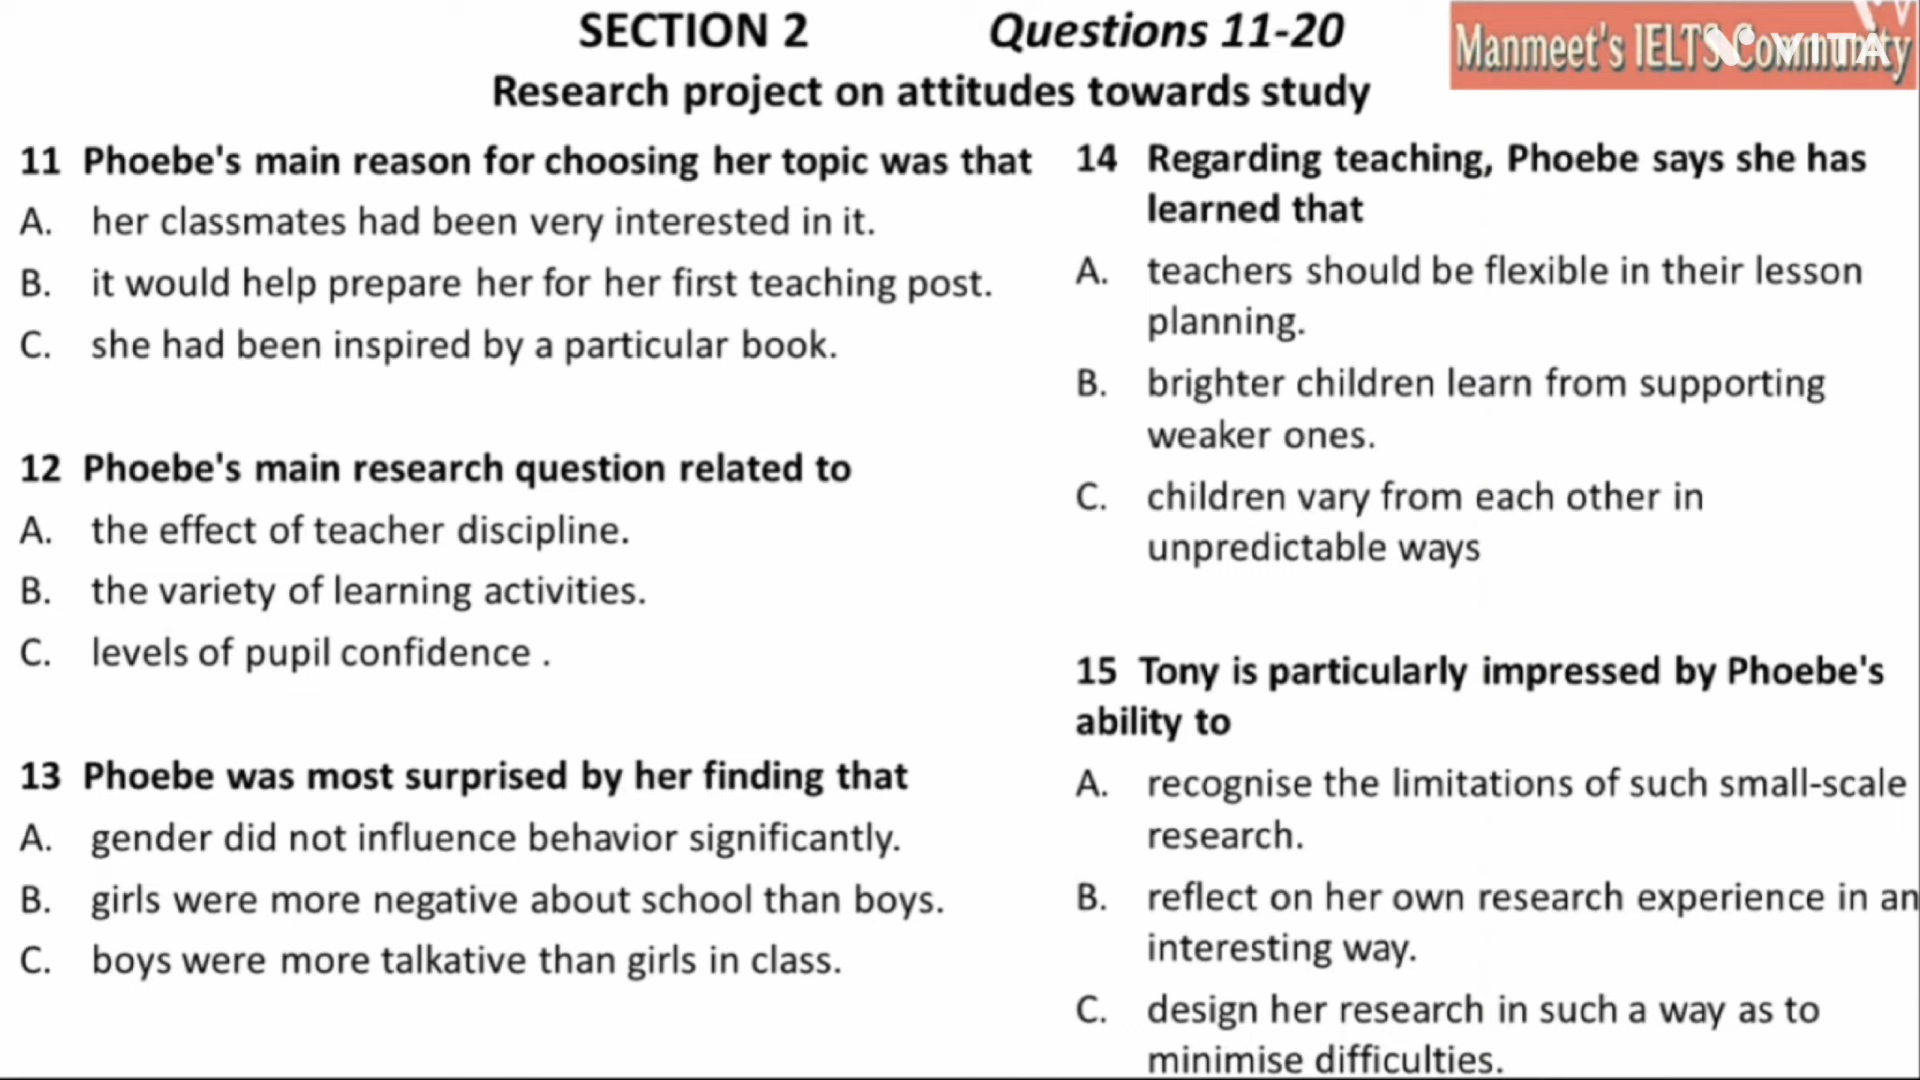 SECTION 2 Questions 11-20
Manmeet's IELTS Community
VITA
Research project on attitudes towards study
11 Phoebe's main reason for choosing her topic was that
A. her classmates had been very interested in it.
B. it would help prepare her for her first teaching post.
C. she had been inspired by a particular book.
12 Phoebe's main research question related to
A. the effect of teacher discipline.
B. the variety of learning activities.
C. levels of pupil confidence .
13 Phoebe was most surprised by her finding that
A. gender did not influence behavior significantly.
B. girls were more negative about school than boys.
C. boys were more talkative than girls in class.
14 Regarding teaching, Phoebe says she has
learned that
A. teachers should be flexible in their lesson
planning.
B. brighter children learn from supporting
weaker ones.
C. children vary from each other in
unpredictable ways
15 Tony is particularly impressed by Phoebe's
ability to
A. recognise the limitations of such small-scale
research.
B. reflect on her own research experience in an
interesting way.
C. design her research in such a way as to
minimise difficulties.